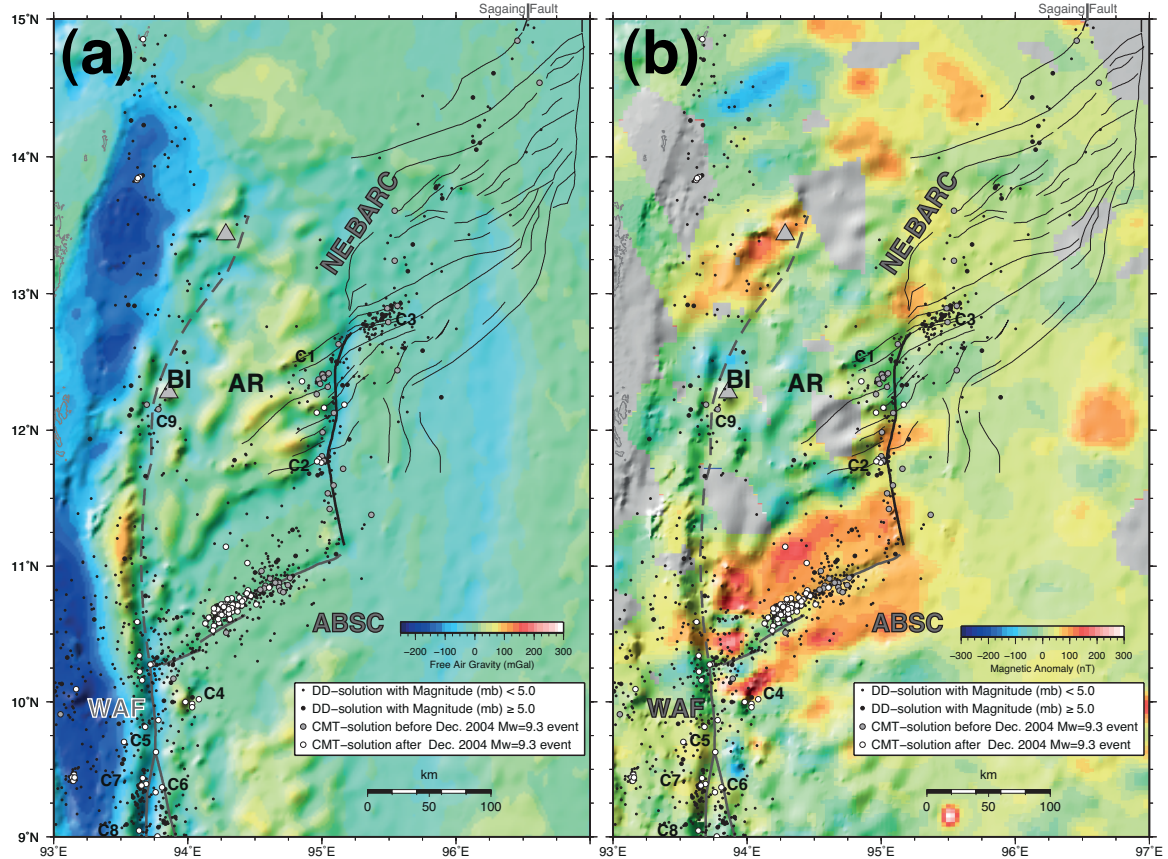 Sagaing Fault
Sagaing Fault
(a)
(b)
15˚N
14˚N
13˚N
12˚N
11˚N
10˚N
9˚N
NE-BARC
C3
C1
BI
AR
C9
C2
ABSC
−200 −100 0 100 200 300
Free Air Gravity (mGal)
DD−solution with Magnitude (mb) < 5.0
DD−solution with Magnitude (mb) ≥ 5.0
CMT−solution before Dec. 2004 Mw=9.3 event
CMT−solution after Dec. 2004 Mw=9.3 event
C4
WAF
C5
C7
C6
C8
km
0 50 100
93˚E
94˚E
95˚E
96˚E
NE-BARC
C3
C1
BI
AR
C9
C2
ABSC
−300 −200 −100 0 100 200 300
Magnetic Anomaly (nT)
DD−solution with Magnitude (mb) < 5.0
DD−solution with Magnitude (mb) ≥ 5.0
CMT−solution before Dec. 2004 Mw=9.3 event
CMT−solution after Dec. 2004 Mw=9.3 event
C4
WAF
C5
C7
C6
C8
km
0 50 100
93˚E
94˚E
95˚E
96˚E
97˚E